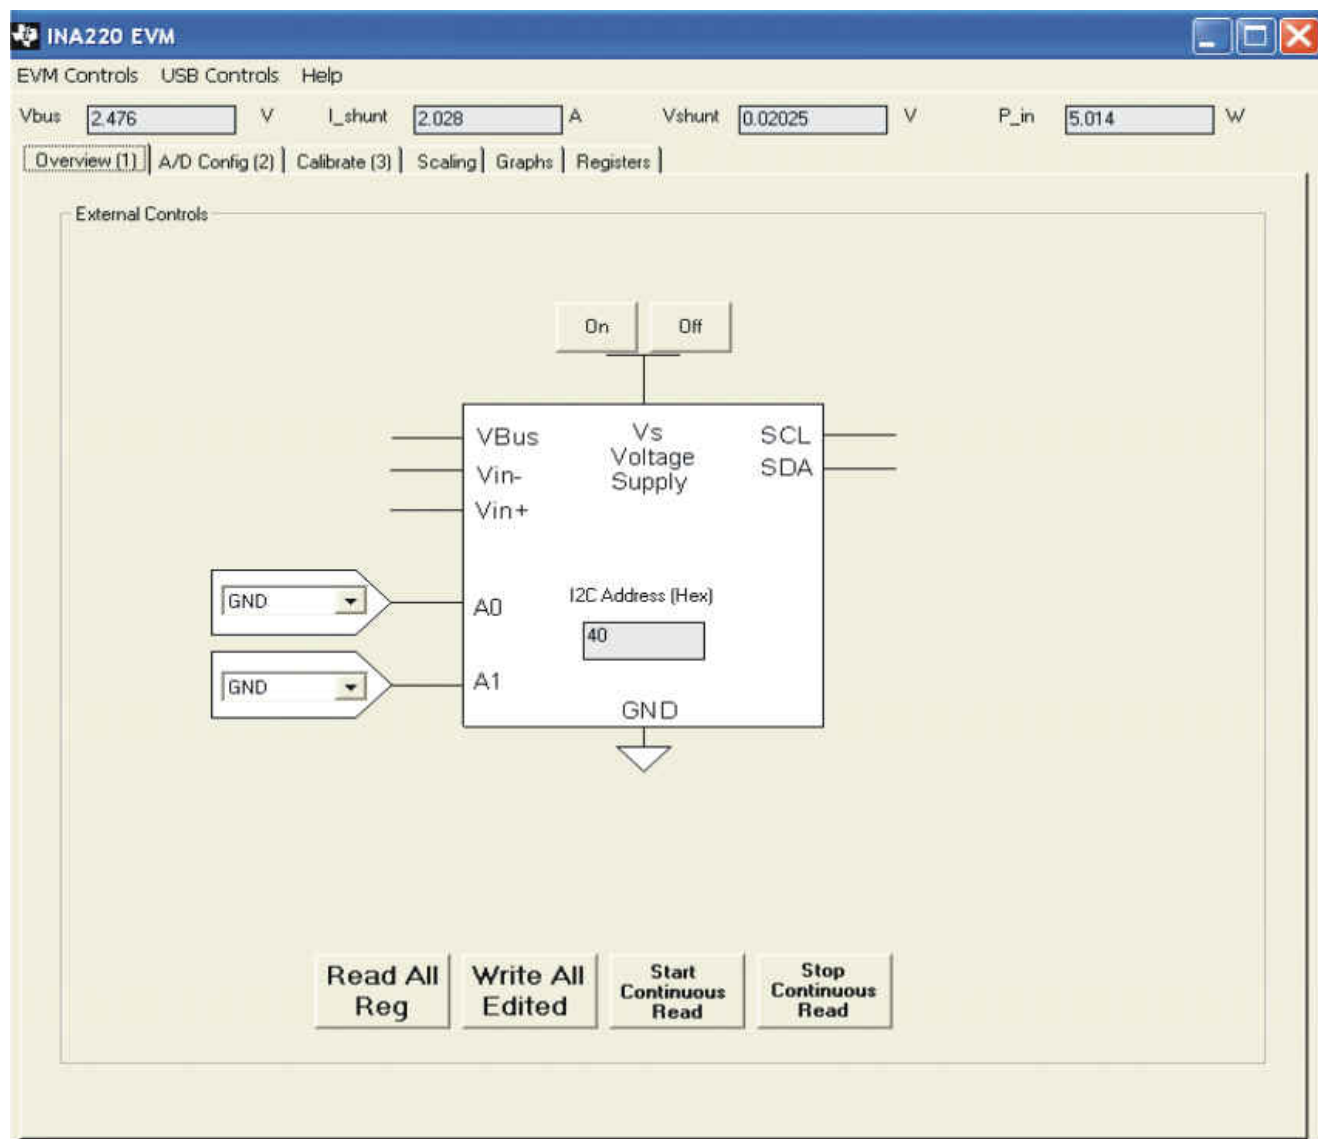 INA220 EVM
EVM Controls USB Controls Help
Vbus 2.476 V I_shunt 2.028 A Vshunt 0.02025 V P_in 5.014 W
Overview (1) A/D Config (2) Calibrate (3) Scaling Graphs Registers
External Controls
On Off
VBus Vs SCL
Voltage
Vin- Supply SDA
Vin+
GND A0 I2C Address (Hex)
40
GND A1
GND
Read All Write All Start Stop
Reg Edited Continuous Continuous
Read Read